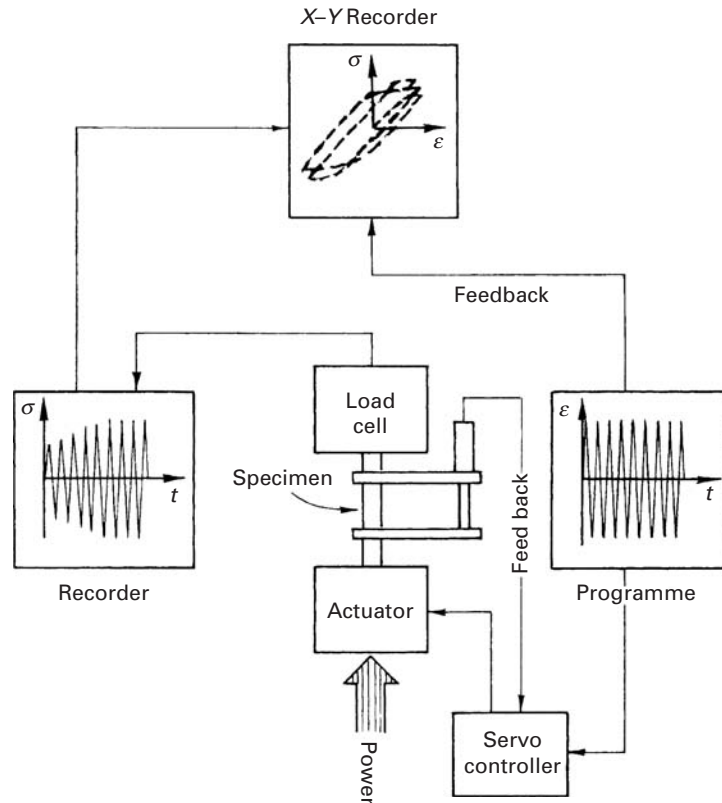 X–Y Recorder
σ
ε
Feedback
σ
t
Load
cell
ε
t
Specimen
Feed back
Recorder
Actuator
Programme
Servo
controller
Power